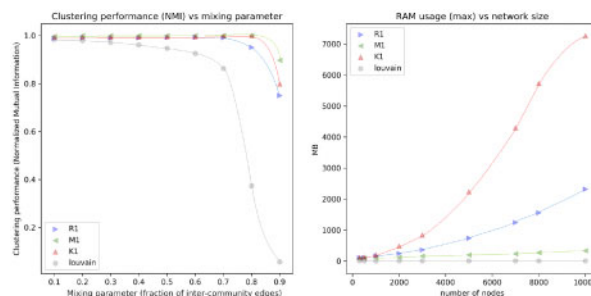 Clustering performance (NMI) vs mixing parameter
Clustering performance (Normalized Mutual Information)
1.0
0.8
0.6
0.4
0.2
R1
M1
K1
louvain
0.1 0.2 0.3 0.4 0.5 0.6 0.7 0.8 0.9
Mixing parameter (fraction of inter-community edges)
RAM usage (max) vs network size
R1
M1
K1
louvain
MB
7000
6000
5000
4000
3000
2000
1000
0
0 2000 4000 6000 8000 10000
number of nodes